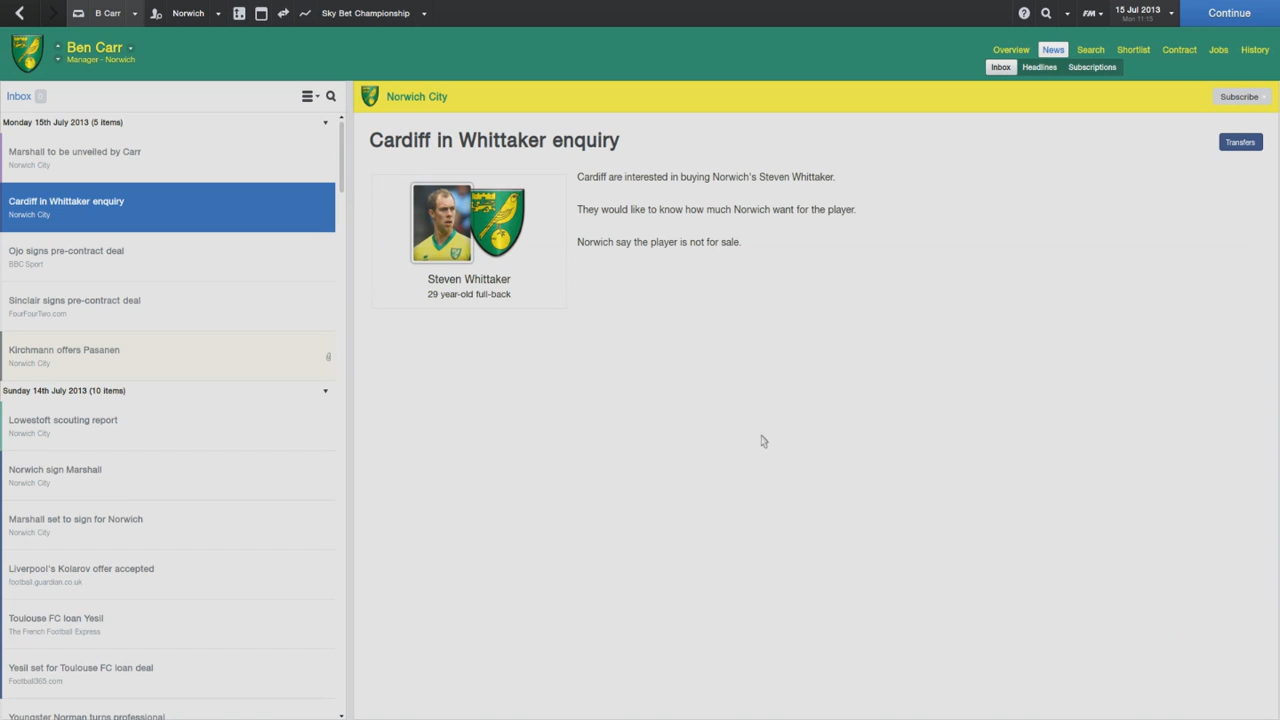 B Carr
Norwich
Sky Bet Championship
FM
15 Jul 2013
Mon 11:15
Continue
Ben Carr
Manager - Norwich
Overview
News
Search
Shortlist
Contract
Jobs
History
Inbox
Headlines
Subscriptions
Inbox
Norwich City
Subscribe
Monday 15th July 2013 (5 items)
Marshall to be unveiled by Carr
Norwich City
Cardiff in Whittaker enquiry
Norwich City
Ojo signs pre-contract deal
BBC Sport
Sinclair signs pre-contract deal
FourFourTwo.com
Kirchmann offers Pasanen
Norwich City
Sunday 14th July 2013 (10 items)
Lowestoft scouting report
Norwich City
Norwich sign Marshall
Norwich City
Marshall set to sign for Norwich
Norwich City
Liverpool's Kolarov offer accepted
football.guardian.co.uk
Toulouse FC loan Yesil
The French Football Express
Yesil set for Toulouse FC loan deal
Football365.com
Youngster Norman turns professional
Cardiff in Whittaker enquiry
Transfers
Steven Whittaker
29 year-old full-back
Cardiff are interested in buying Norwich's Steven Whittaker.
They would like to know how much Norwich want for the player.
Norwich say the player is not for sale.